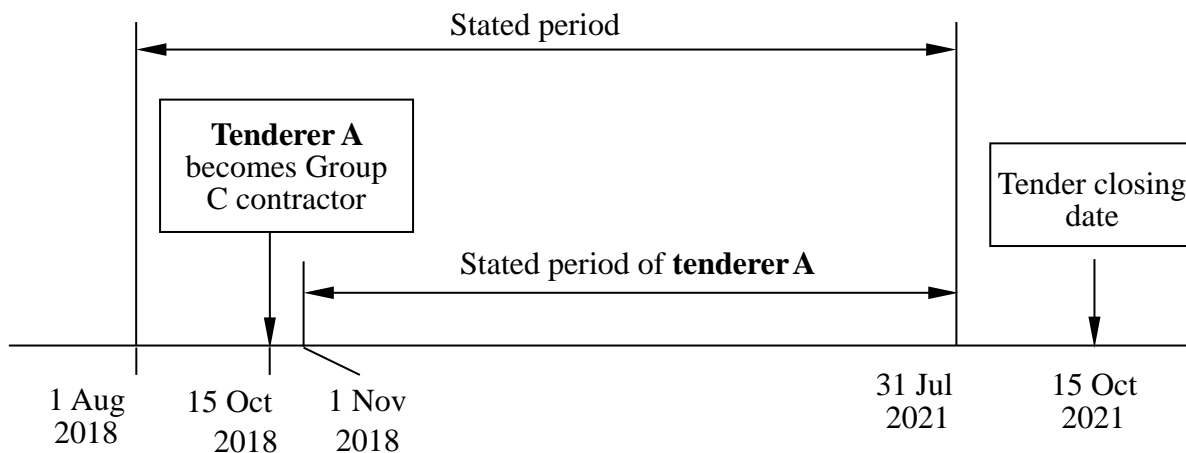 Stated period
Tenderer A
becomes Group
C contractor
Tender closing
date
Stated period of tenderer A
1 Aug
2018
15 Oct
2018
1 Nov
2018
31 Jul
2021
15 Oct
2021